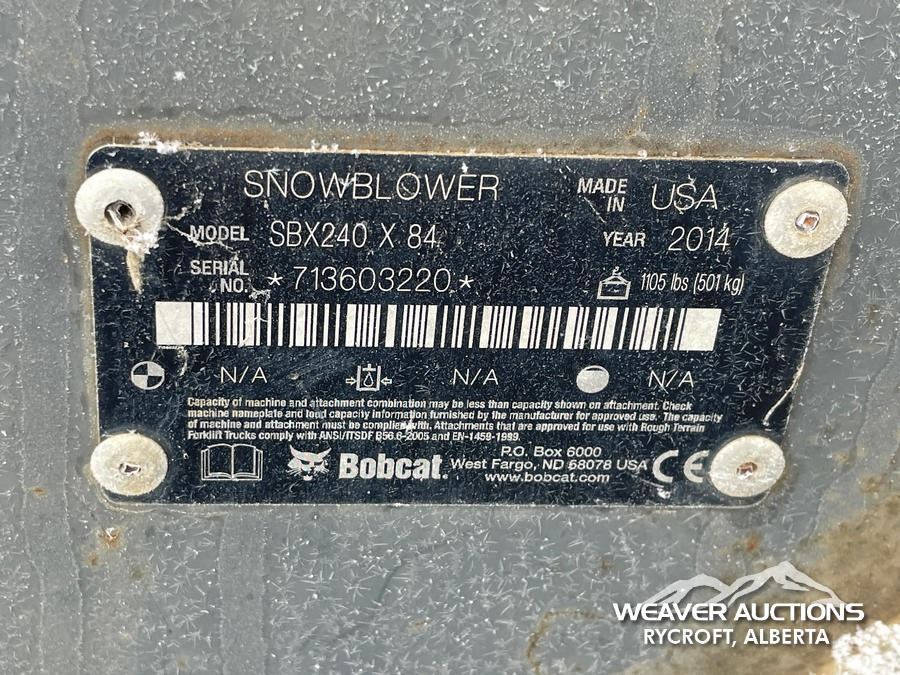 SNOWBLOWER
MADE IN USA
MODEL SBX240 X 84
YEAR 2014
SERIAL NO. *713603220*
1105 lbs (501 kg)
N/A N/A N/A
Capacity of machine and attachment combination may be less than capacity shown on attachment. Check
machine nameplate and load capacity information furnished by the manufacturer for approved use. The capacity
of machine and attachment must be complied with. Attachments that are approved for use with Rough Terrain
Forklift Trucks comply with ANSI/ITSDF B56.6-2005 and EN-1459-1999.
Bobcat.
P.O. Box 6000
West Fargo, ND 58078 USA
www.bobcat.com
CE
WEAVER AUCTIONS
RYCROFT, ALBERTA